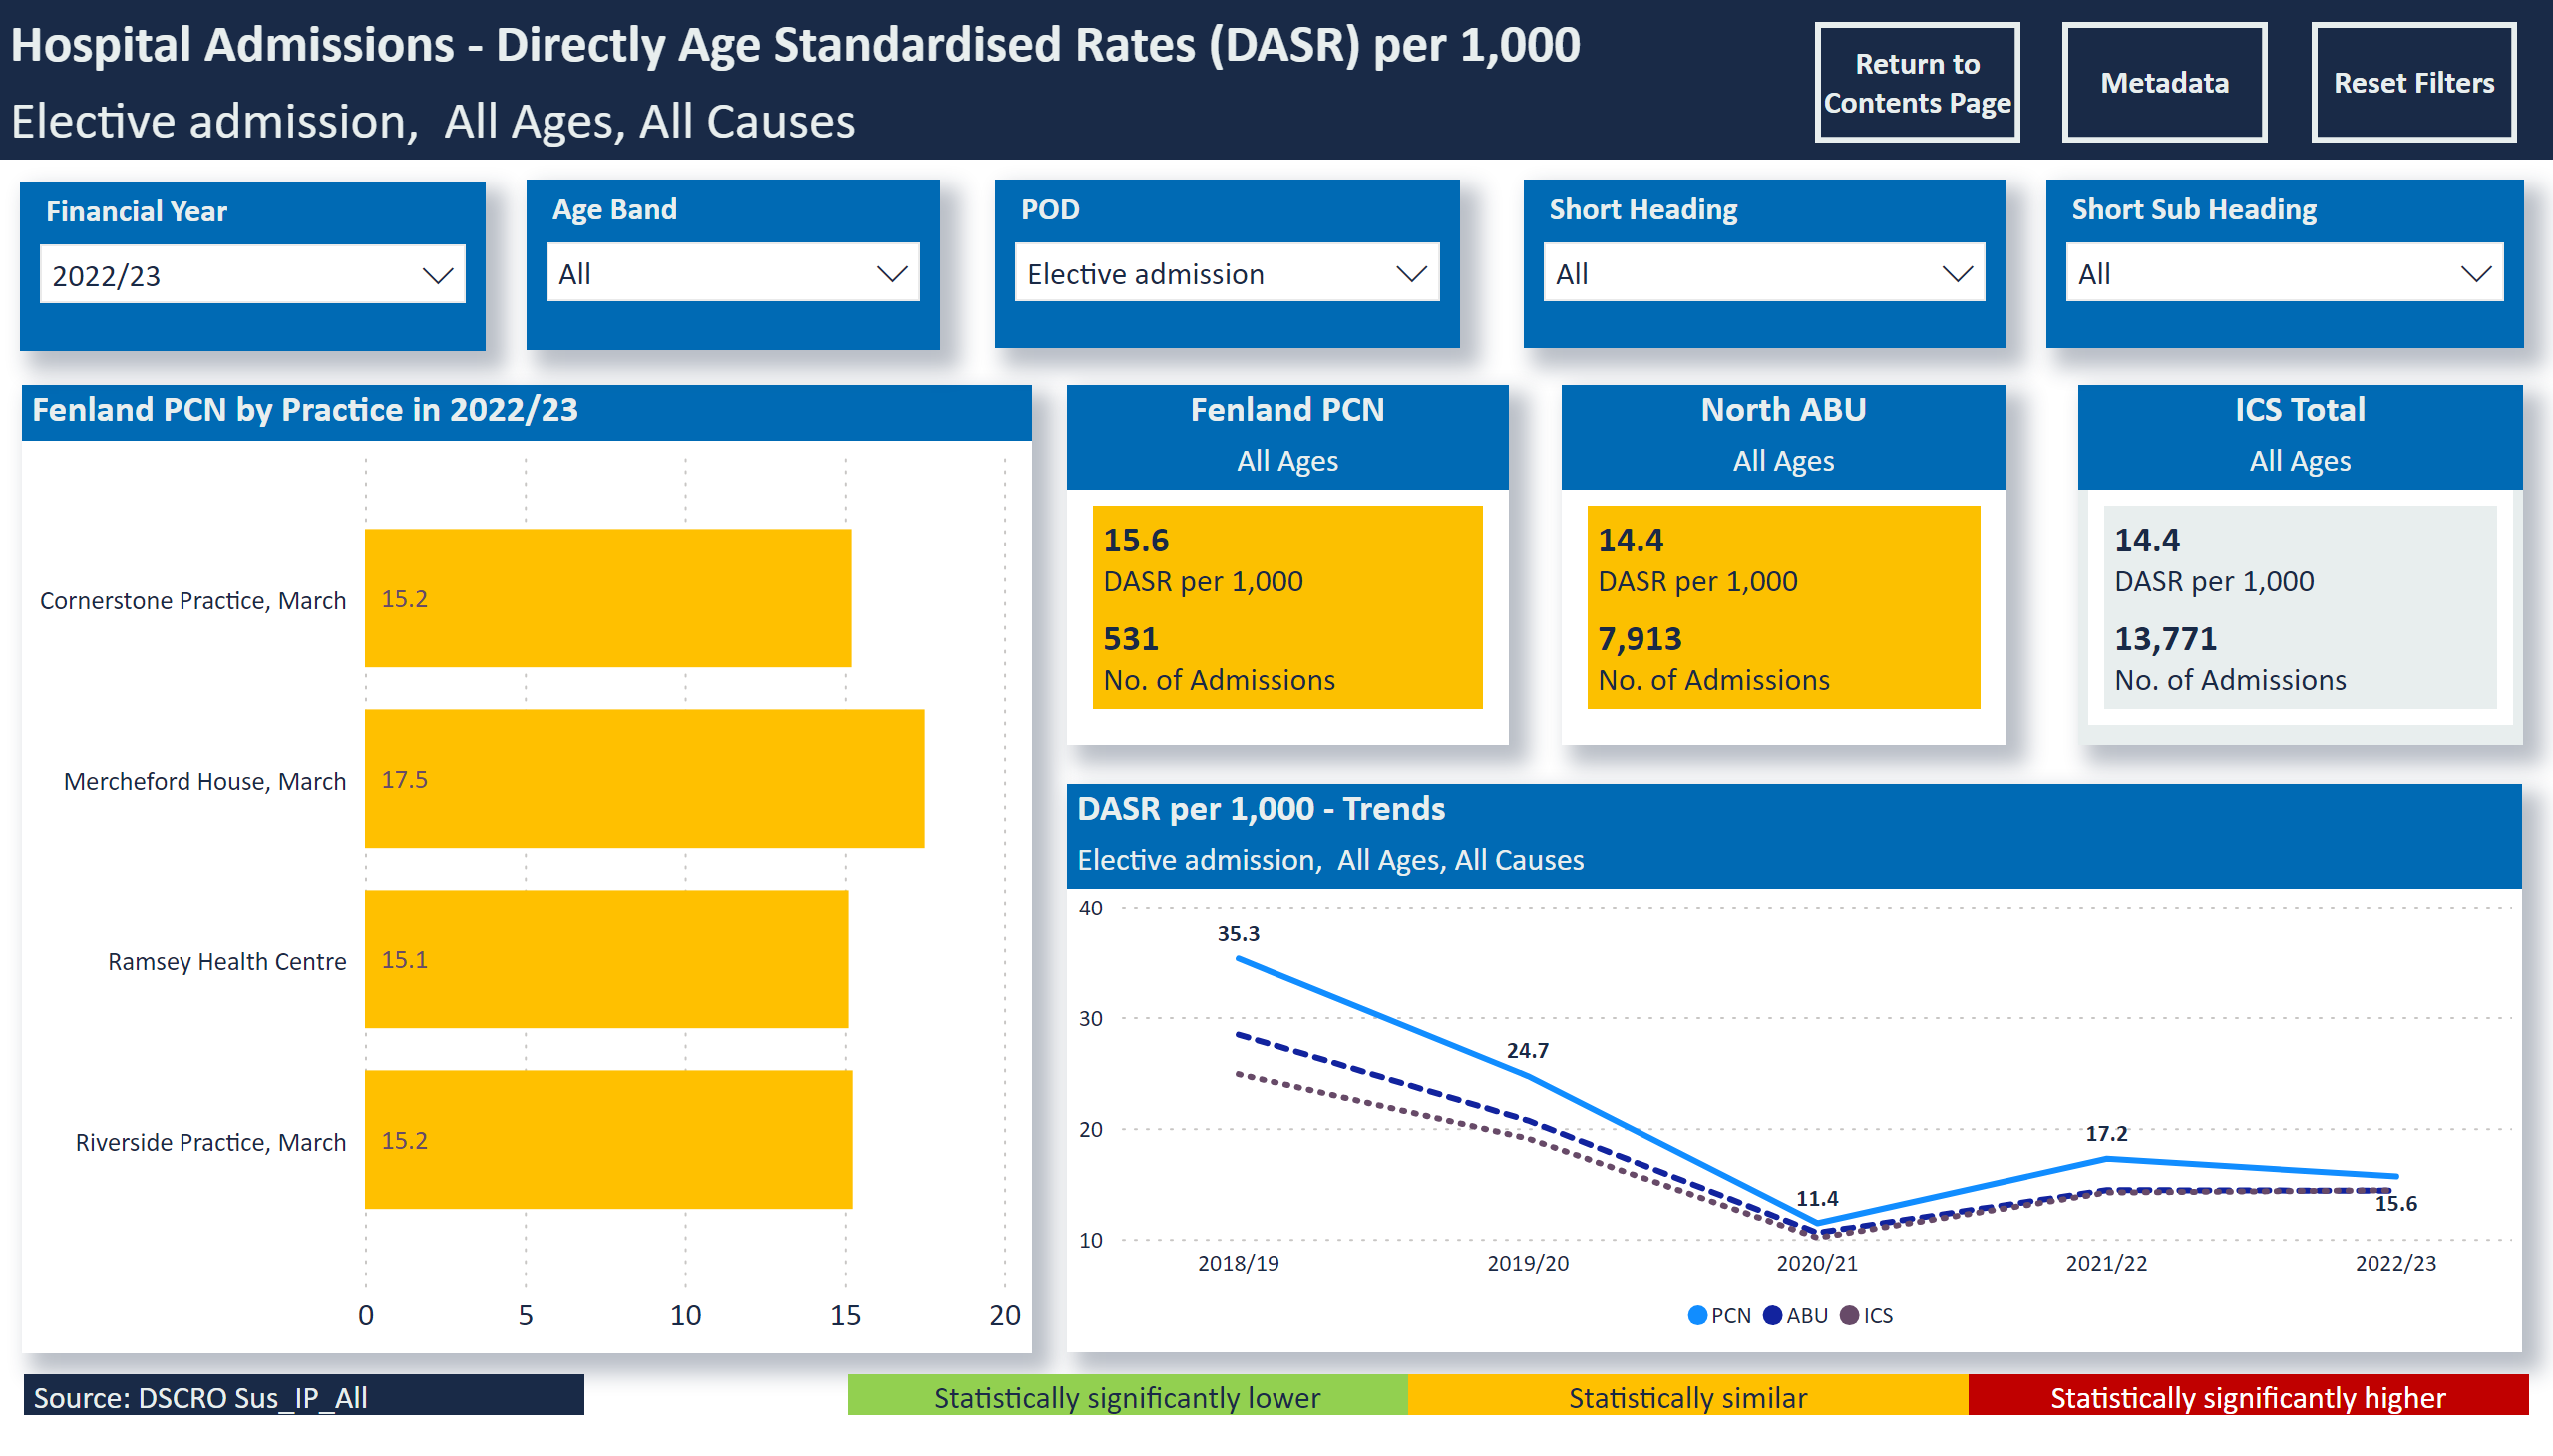 Hospital Admissions - Directly Age Standardised Rates (DASR) per 1,000
Elective admission,  All Ages, All Causes
Return to
Contents Page
Metadata
Reset Filters
Financial Year
2022/23
Age Band
All
POD
Elective admission
Short Heading
All
Short Sub Heading
All
Fenland PCN by Practice in 2022/23
Cornerstone Practice, March
15.2
Mercheford House, March
17.5
Ramsey Health Centre
15.1
Riverside Practice, March
15.2
0 5 10 15 20
Fenland PCN
All Ages
15.6
DASR per 1,000
531
No. of Admissions
North ABU
All Ages
14.4
DASR per 1,000
7,913
No. of Admissions
ICS Total
All Ages
14.4
DASR per 1,000
13,771
No. of Admissions
DASR per 1,000 - Trends
Elective admission,  All Ages, All Causes
40
30
20
10
35.3
24.7
11.4
17.2
15.6
2018/19 2019/20 2020/21 2021/22 2022/23
PCN ABU ICS
Source: DSCRO Sus_IP_All
Statistically significantly lower
Statistically similar
Statistically significantly higher